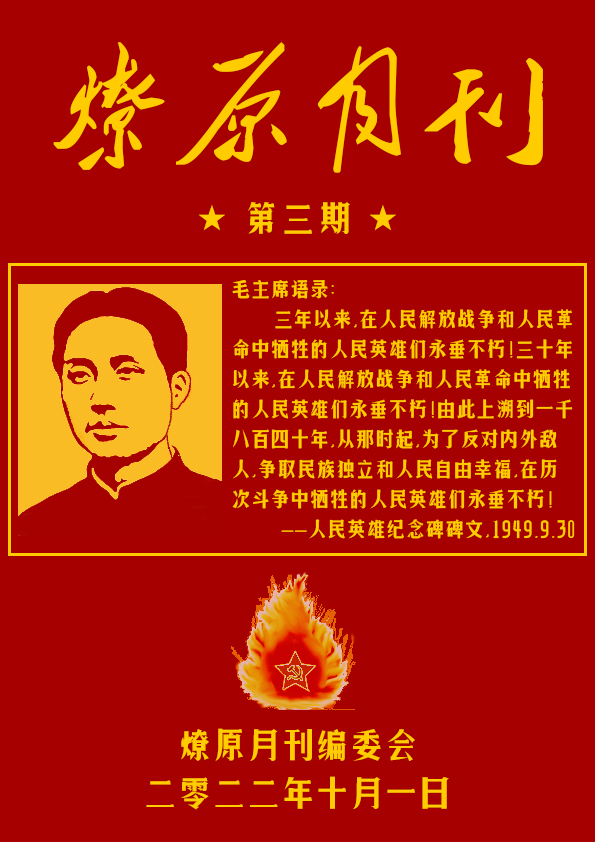 燎原月刊
★ 第三期 ★
毛主席语录:
三年以来,在人民解放战争和人民革
命中牺牲的人民英雄们永垂不朽!三十年
以来,在人民解放战争和人民革命中牺牲
的人民英雄们永垂不朽!由此上溯到一千
八百四十年,从那时起,为了反对内外敌
人,争取民族独立和人民自由幸福,在历
次斗争中牺牲的人民英雄们永垂不朽!
——人民英雄纪念碑碑文,1949.9.30
燎原月刊编委会
二零二二年十月一日